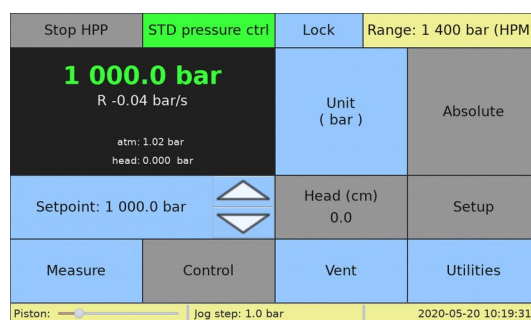 Stop HPP
STD pressure ctrl
Lock
Range: 1 400 bar (HPM
1 000.0 bar
R -0.04 bar/s
atm: 1.02 bar
head: 0.000 bar
Unit
( bar )
Absolute
Setpoint: 1 000.0 bar
Head (cm)
0.0
Setup
Measure
Control
Vent
Utilities
Piston:
Jog step: 1.0 bar
2020-05-20 10:19:31